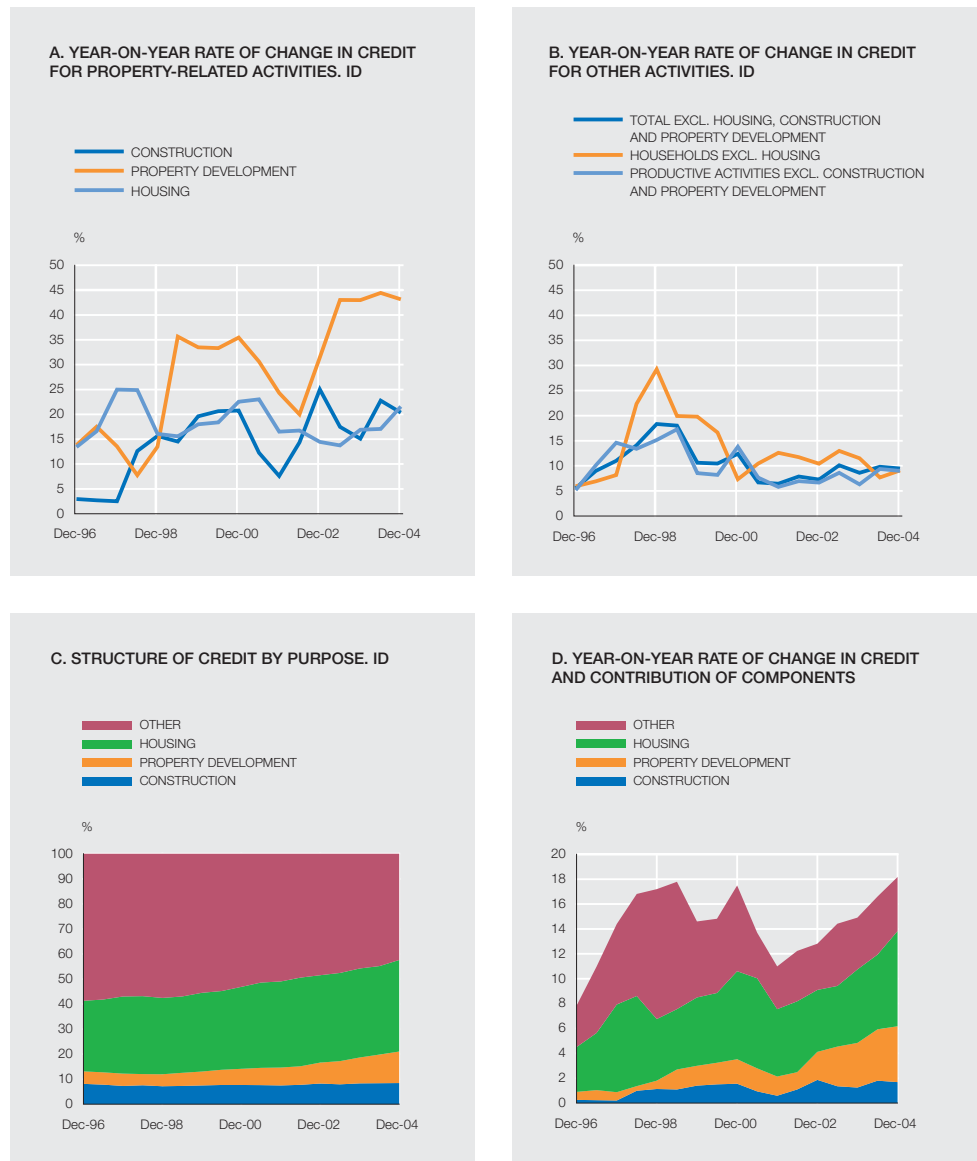 A. YEAR-ON-YEAR RATE OF CHANGE IN CREDIT
FOR PROPERTY-RELATED ACTIVITIES. ID
CONSTRUCTION
PROPERTY DEVELOPMENT
HOUSING
%
50
45
40
35
30
25
20
15
10
5
0
Dec-96 Dec-98 Dec-00 Dec-02 Dec-04
B. YEAR-ON-YEAR RATE OF CHANGE IN CREDIT
FOR OTHER ACTIVITIES. ID
TOTAL EXCL. HOUSING, CONSTRUCTION
AND PROPERTY DEVELOPMENT
HOUSEHOLDS EXCL. HOUSING
PRODUCTIVE ACTIVITIES EXCL. CONSTRUCTION
AND PROPERTY DEVELOPMENT
%
50
45
40
35
30
25
20
15
10
5
0
Dec-96 Dec-98 Dec-00 Dec-02 Dec-04
C. STRUCTURE OF CREDIT BY PURPOSE. ID
OTHER
HOUSING
PROPERTY DEVELOPMENT
CONSTRUCTION
%
100
90
80
70
60
50
40
30
20
10
0
Dec-96 Dec-98 Dec-00 Dec-02 Dec-04
D. YEAR-ON-YEAR RATE OF CHANGE IN CREDIT
AND CONTRIBUTION OF COMPONENTS
OTHER
HOUSING
PROPERTY DEVELOPMENT
CONSTRUCTION
%
20
18
16
14
12
10
8
6
4
2
0
Dec-96 Dec-98 Dec-00 Dec-02 Dec-04